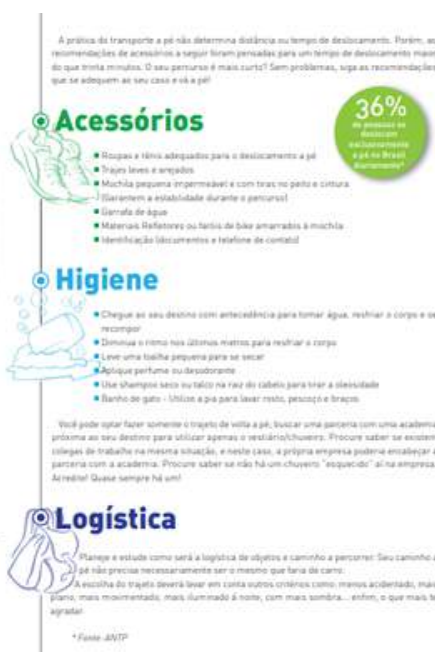 A prática do transporte a pé não determina distância ou tempo de deslocamento. Porém, as
recomendações de acessórios a seguir foram pensadas para um tempo de deslocamento maior
do que trinta minutos. O seu percurso é mais curto? Sem problemas, siga as recomendações
que se adequem ao seu caso e vá a pé!
Acessórios
36%
de pessoas se
deslocam
exclusivamente
a pé no Brasil
diariamente*
Roupas e tênis adequados para o deslocamento a pé
Trajes leves e arejados
Mochila pequena impermeável e com tiras no peito e cintura
(Garantem a estabilidade durante o percurso)
Garrafa de água
Materiais Refletores ou faróis de bike amarrados à mochila
Identificação (documentos e telefone de contato)
Higiene
Chegue ao seu destino com antecedência para tomar água, resfriar o corpo e se
recompor
Diminua o ritmo nos últimos metros para resfriar o corpo
Leve uma toalha pequena para se secar
Aplique perfume ou desodorante
Use shampoo seco ou talco na raiz do cabelo para tirar a oleosidade
Banho de gato - Utilize a pia para lavar rosto, pescoço e braços
Você pode optar fazer somente o trajeto de volta a pé, buscar uma parceria com uma academia
próxima ao seu destino para utilizar apenas o vestiário/chuveiro. Procure saber se existem
colegas de trabalho na mesma situação, e neste caso, a própria empresa poderia encabeçar a
parceria com a academia. Procure saber se não há um chuveiro "esquecido" aí na empresa.
Acredite! Quase sempre há um!
Logística
Planeje e estude como será a logística de objetos e caminho a percorrer. Seu caminho a
pé não precisa necessariamente ser o mesmo que faria de carro.
A escolha do trajeto deverá levar em conta outros critérios como: menos acidentado, mais
plano, mais movimentado, mais iluminado à noite, com mais sombra... enfim, o que mais te
agradar.
*Fonte: ANTP